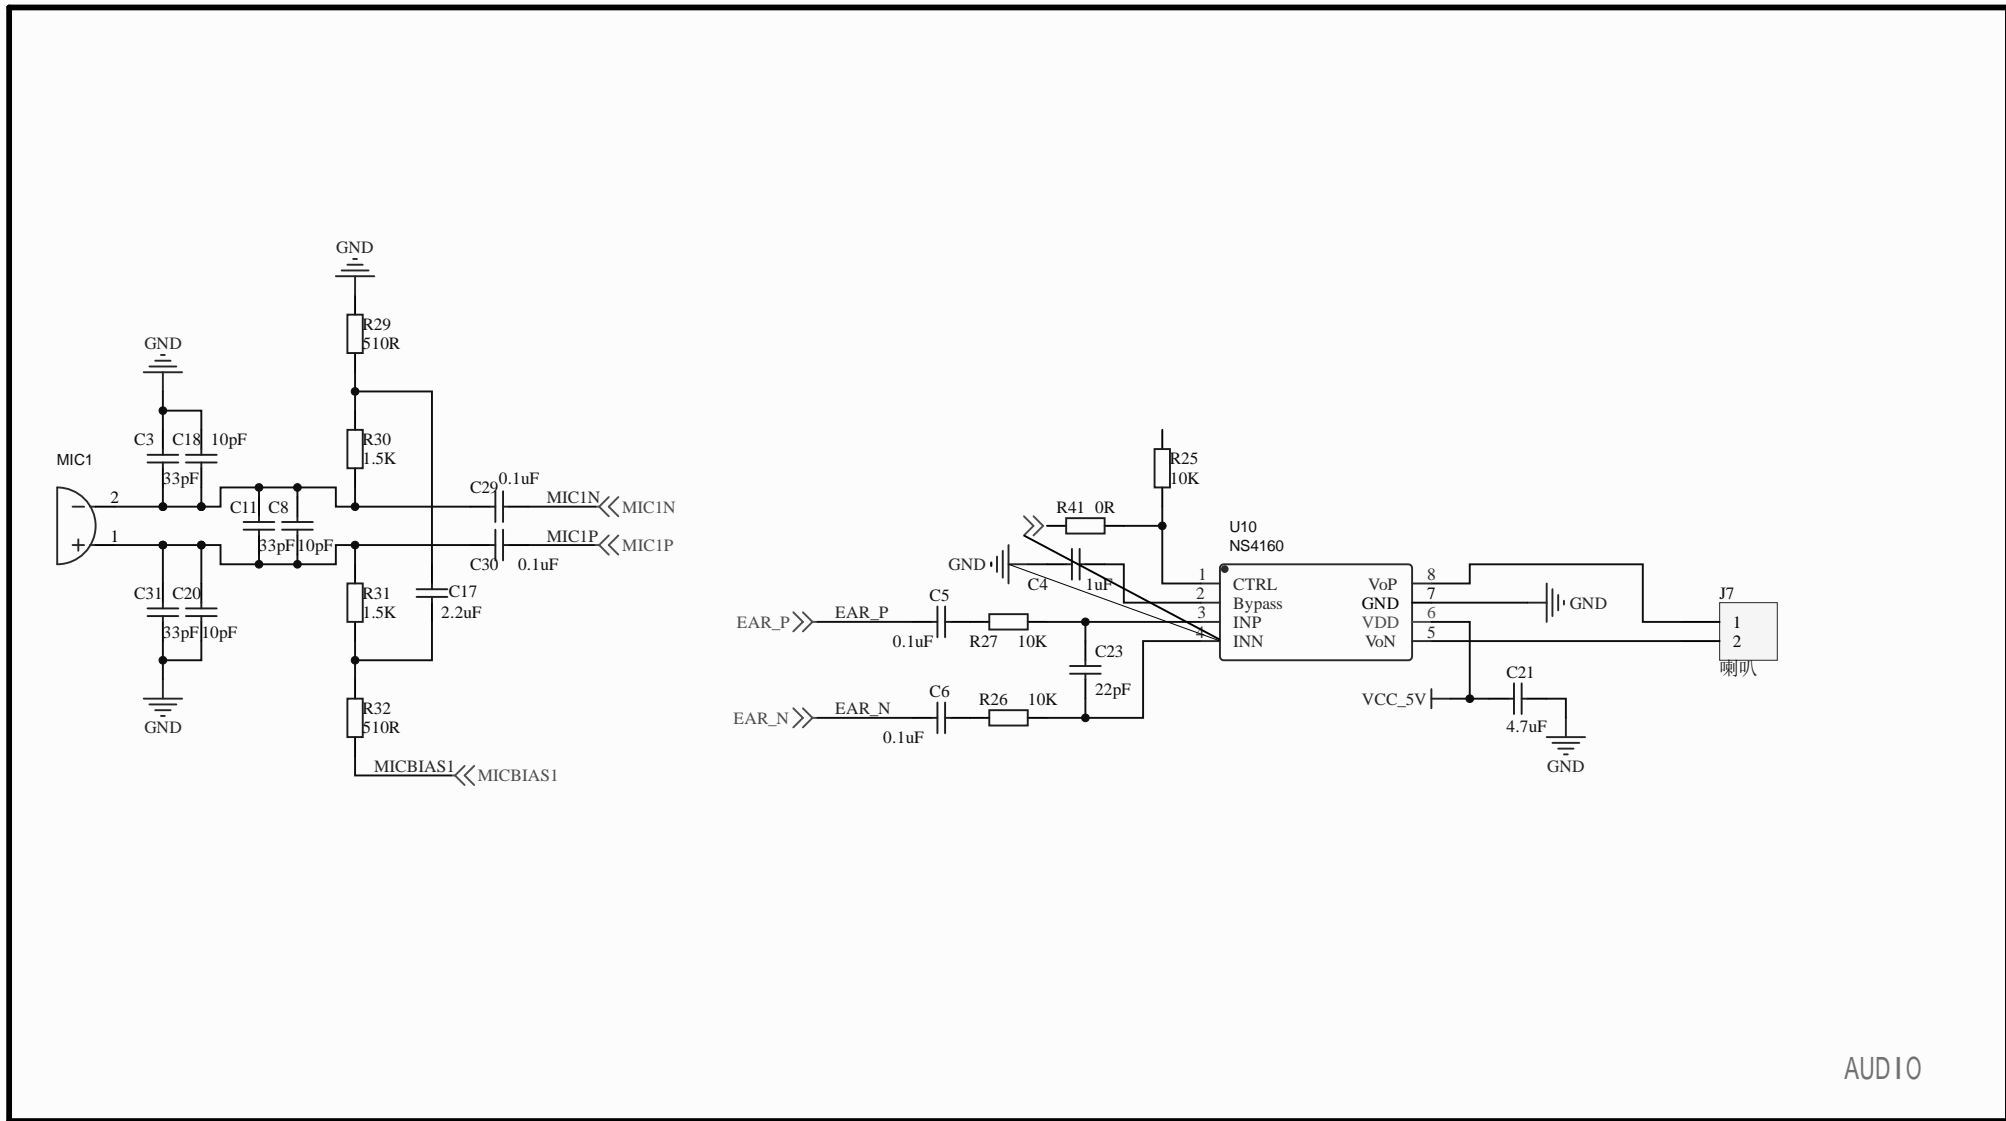 GND
R29
510R
GND
R30
1.5K
C3 C18 10pF
33pF
MIC1
2
1
C11 C8
33pF 10pF
C29 0.1uF
MIC1N MIC1N
MIC1P MIC1P
C30 0.1uF
C31 C20
33pF 10pF
GND
R31
1.5K
C17
2.2uF
R32
510R
MICBIAS1 MICBIAS1
R25
10K
R41 0R
GND
C4 1uF
EAR_P EAR_P
C5
0.1uF
R27 10K
C23
22pF
EAR_N EAR_N
C6
0.1uF
R26 10K
U10
NS4160
1 CTRL VoP 8
2 Bypass GND 7
3 INP VDD 6
4 INN VoN 5
GND
J7
1
2
喇叭
VCC_5V
C21
4.7uF
GND
AUDIO